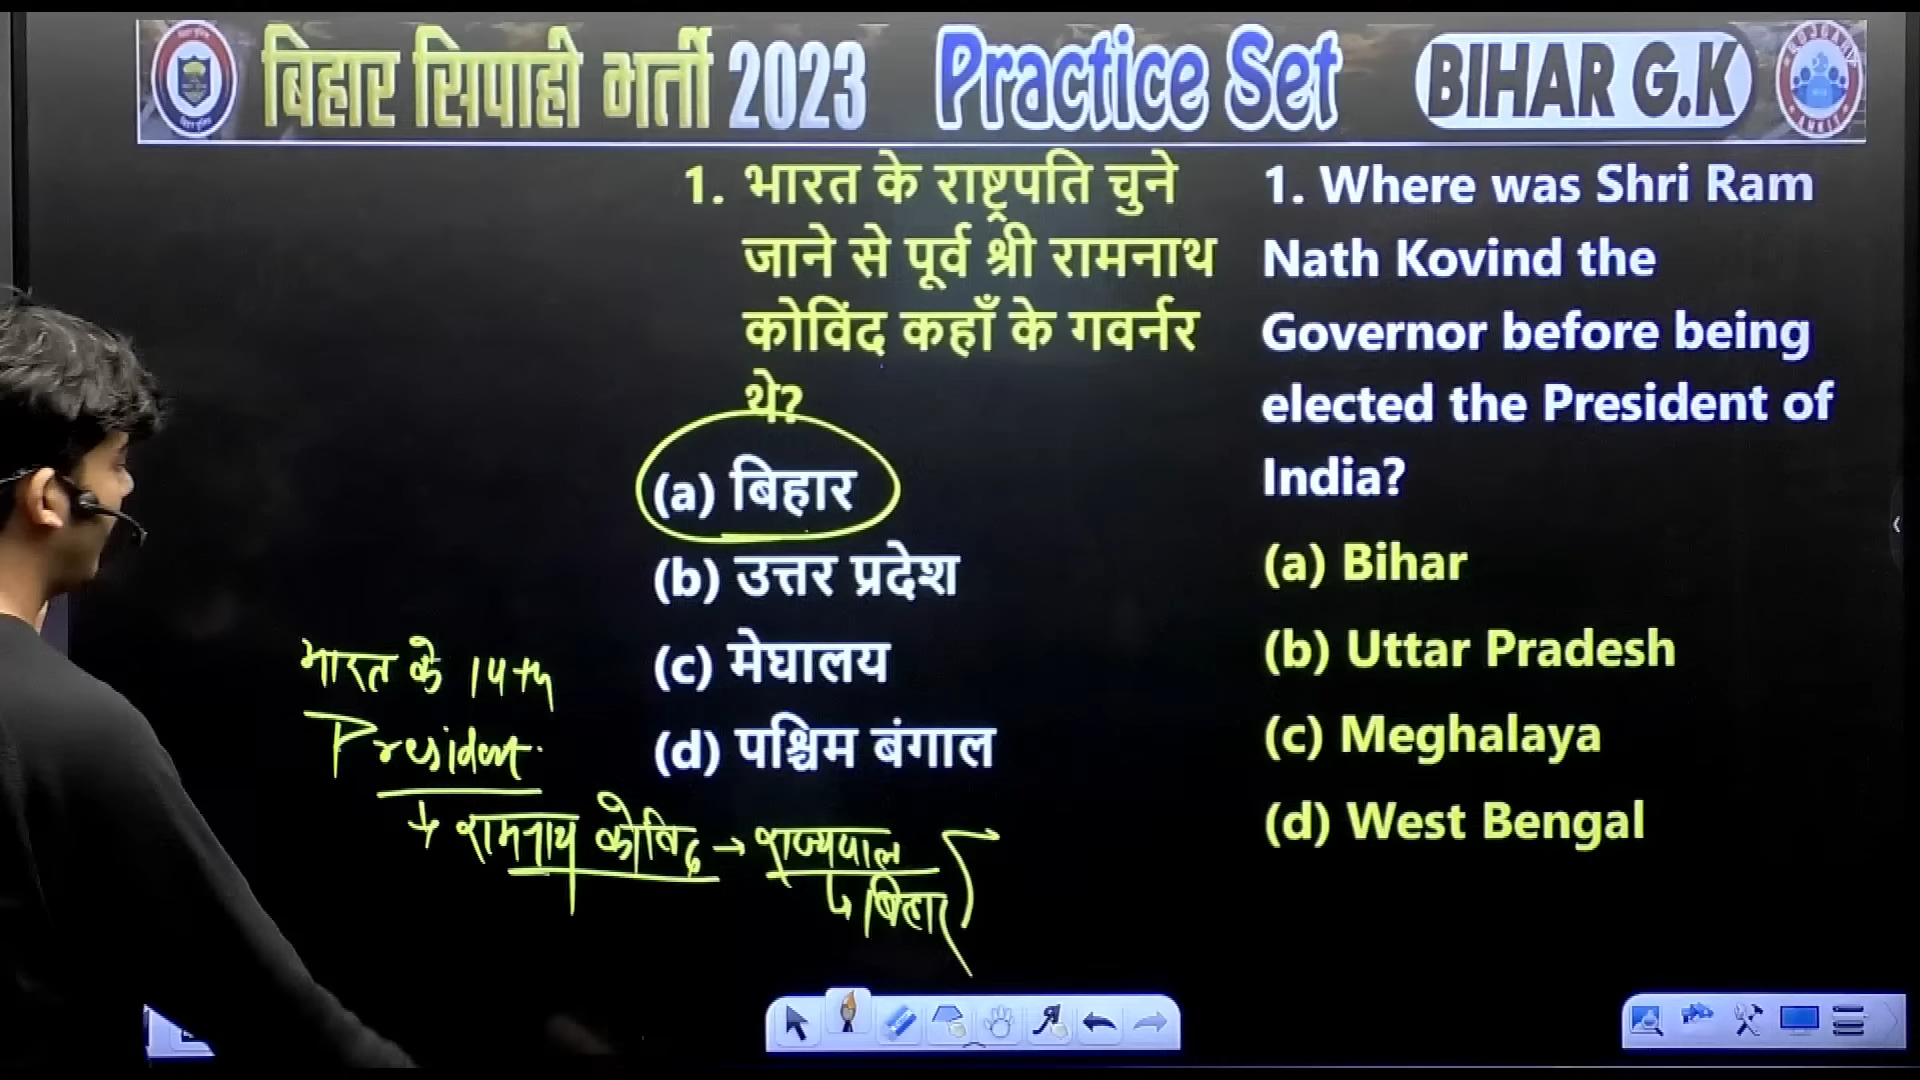 बिहार सिपाही भर्ती 2023 Practice Set BIHAR G.K
1. भारत के राष्ट्रपति चुने
जाने से पूर्व श्री रामनाथ
कोविंद कहाँ के गवर्नर
थे?
(a) बिहार
(b) उत्तर प्रदेश
(c) मेघालय
(d) पश्चिम बंगाल
1. Where was Shri Ram
Nath Kovind the
Governor before being
elected the President of
India?
(a) Bihar
(b) Uttar Pradesh
(c) Meghalaya
(d) West Bengal
भारत के 14th
President
रामनाथ कोविद → राज्यपाल
↳ बिहार